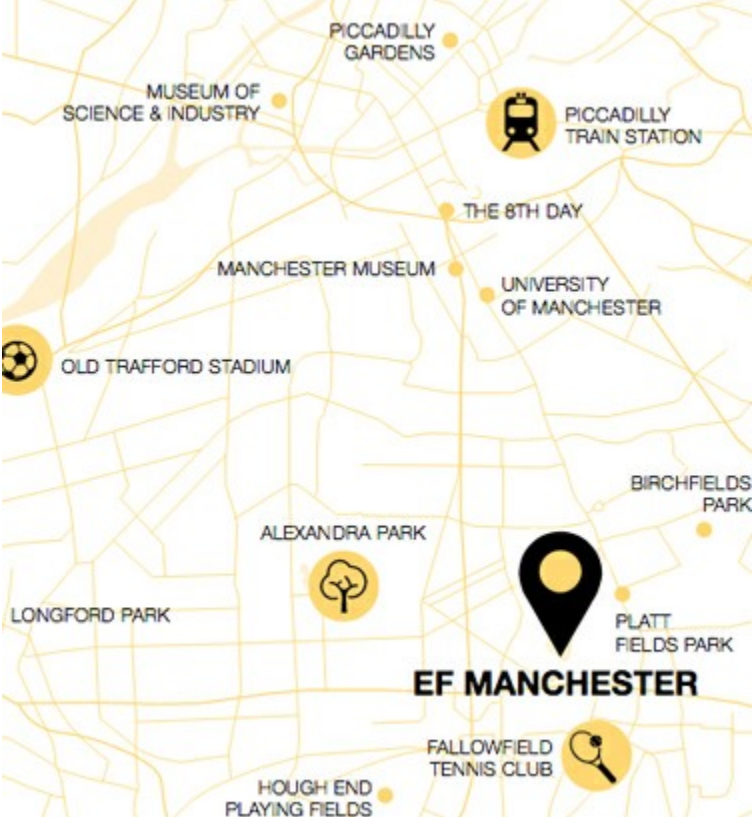 PICCADILLY
GARDENS
MUSEUM OF
SCIENCE & INDUSTRY
PICCADILLY
TRAIN STATION
THE 8TH DAY
MANCHESTER MUSEUM
UNIVERSITY
OF MANCHESTER
OLD TRAFFORD STADIUM
BIRCHFIELDS
PARK
ALEXANDRA PARK
LONGFORD PARK
PLATT
FIELDS PARK
EF MANCHESTER
FALLOWFIELD
TENNIS CLUB
HOUGH END
PLAYING FIELDS